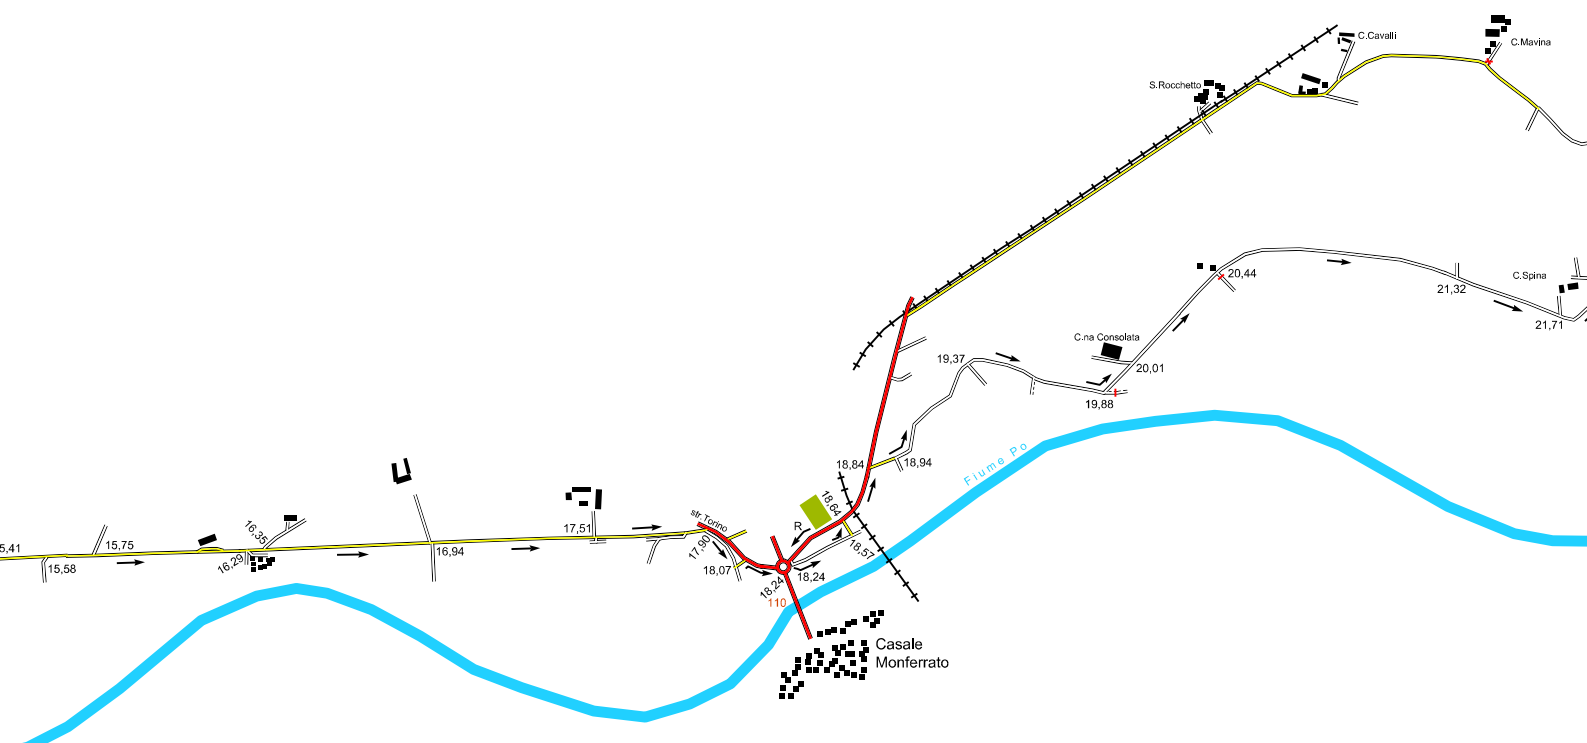 C.Cavalli
C.Mavina
S.Rocchetto
20,44
C.Spina
21,32
21,71
C.na Consolata
20,01
19,37
19,88
Fiume Po
18,84
18,94
18,64
R
18,57
str.Torino
17,51
17,90
18,07
18,24
18,24
110
16,35
16,29
16,94
15,75
15,58
5,41
Casale
Monferrato